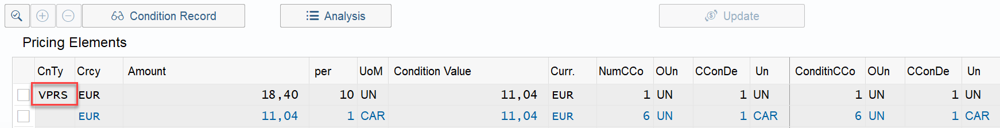 Condition Record Analysis Update
Pricing Elements
CnTy Crcy Amount per UoM Condition Value Curr. NumCCo OUn CConDe Un ConditinCCo OUn CConDe Un
VPRS EUR 18,40 10 UN 11,04 EUR 1 UN 1 UN 1 UN 1 UN
EUR 11,04 1 CAR 11,04 EUR 6 UN 1 CAR 6 UN 1 CAR